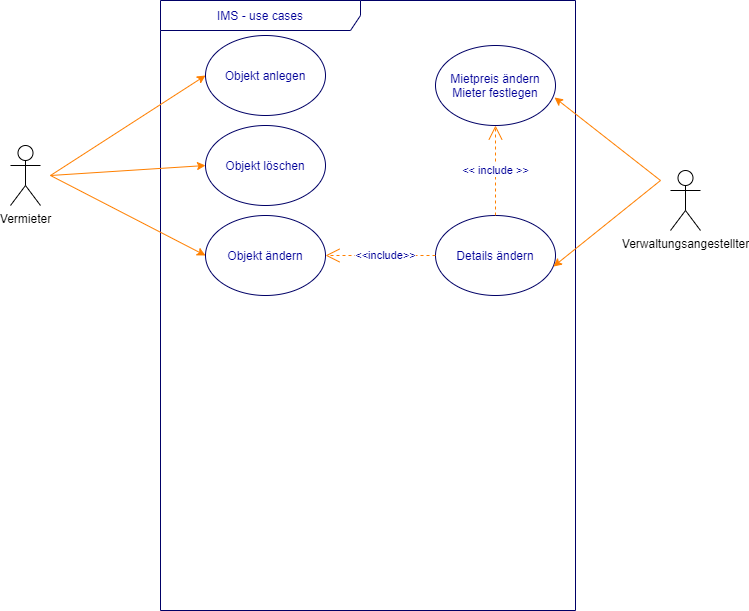 IMS - use cases
Objekt anlegen
Mietpreis ändern
Mieter festlegen
Objekt löschen
<< include >>
Vermieter
Verwaltungsangestellter
Objekt ändern
<<include>>
Details ändern